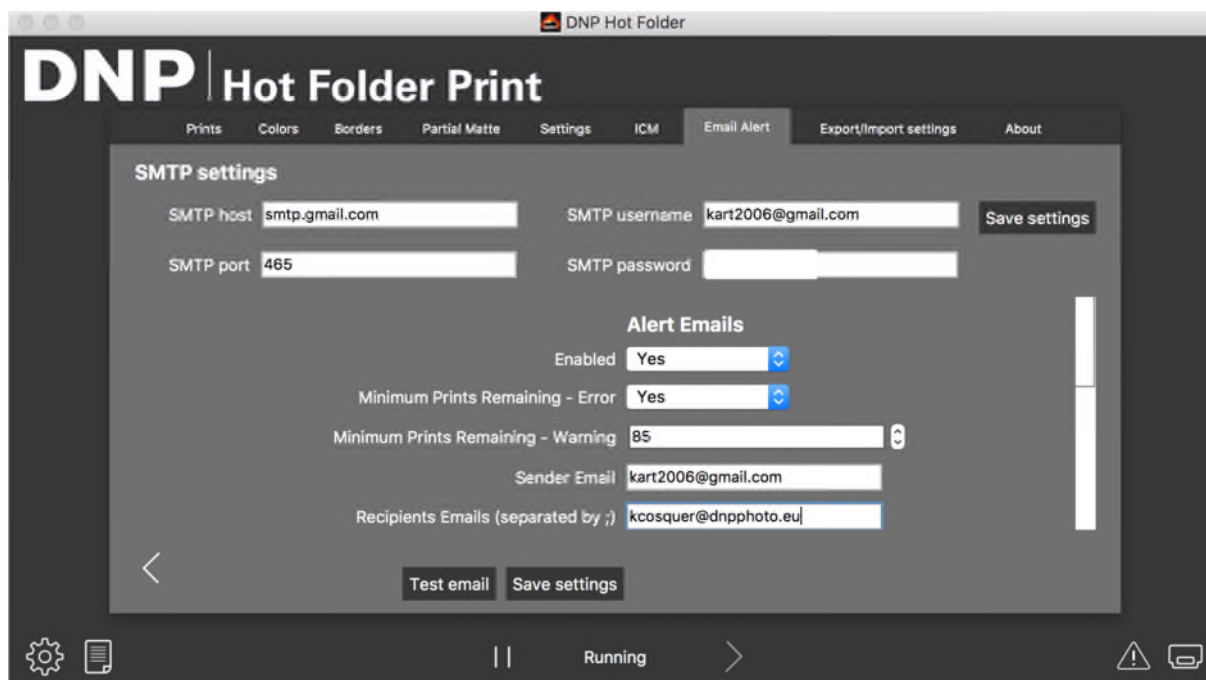 DNP Hot Folder
DNP Hot Folder Print
Prints Colors Borders Partial Matte Settings ICM Email Alert Export/Import settings About
SMTP settings
SMTP host smtp.gmail.com SMTP username kart2006@gmail.com Save settings
SMTP port 465 SMTP password
Alert Emails
Enabled Yes
Minimum Prints Remaining - Error Yes
Minimum Prints Remaining - Warning 85
Sender Email kart2006@gmail.com
Recipients Emails (separated by ;) kcosquer@dnpphoto.eu
Test email Save settings
Running